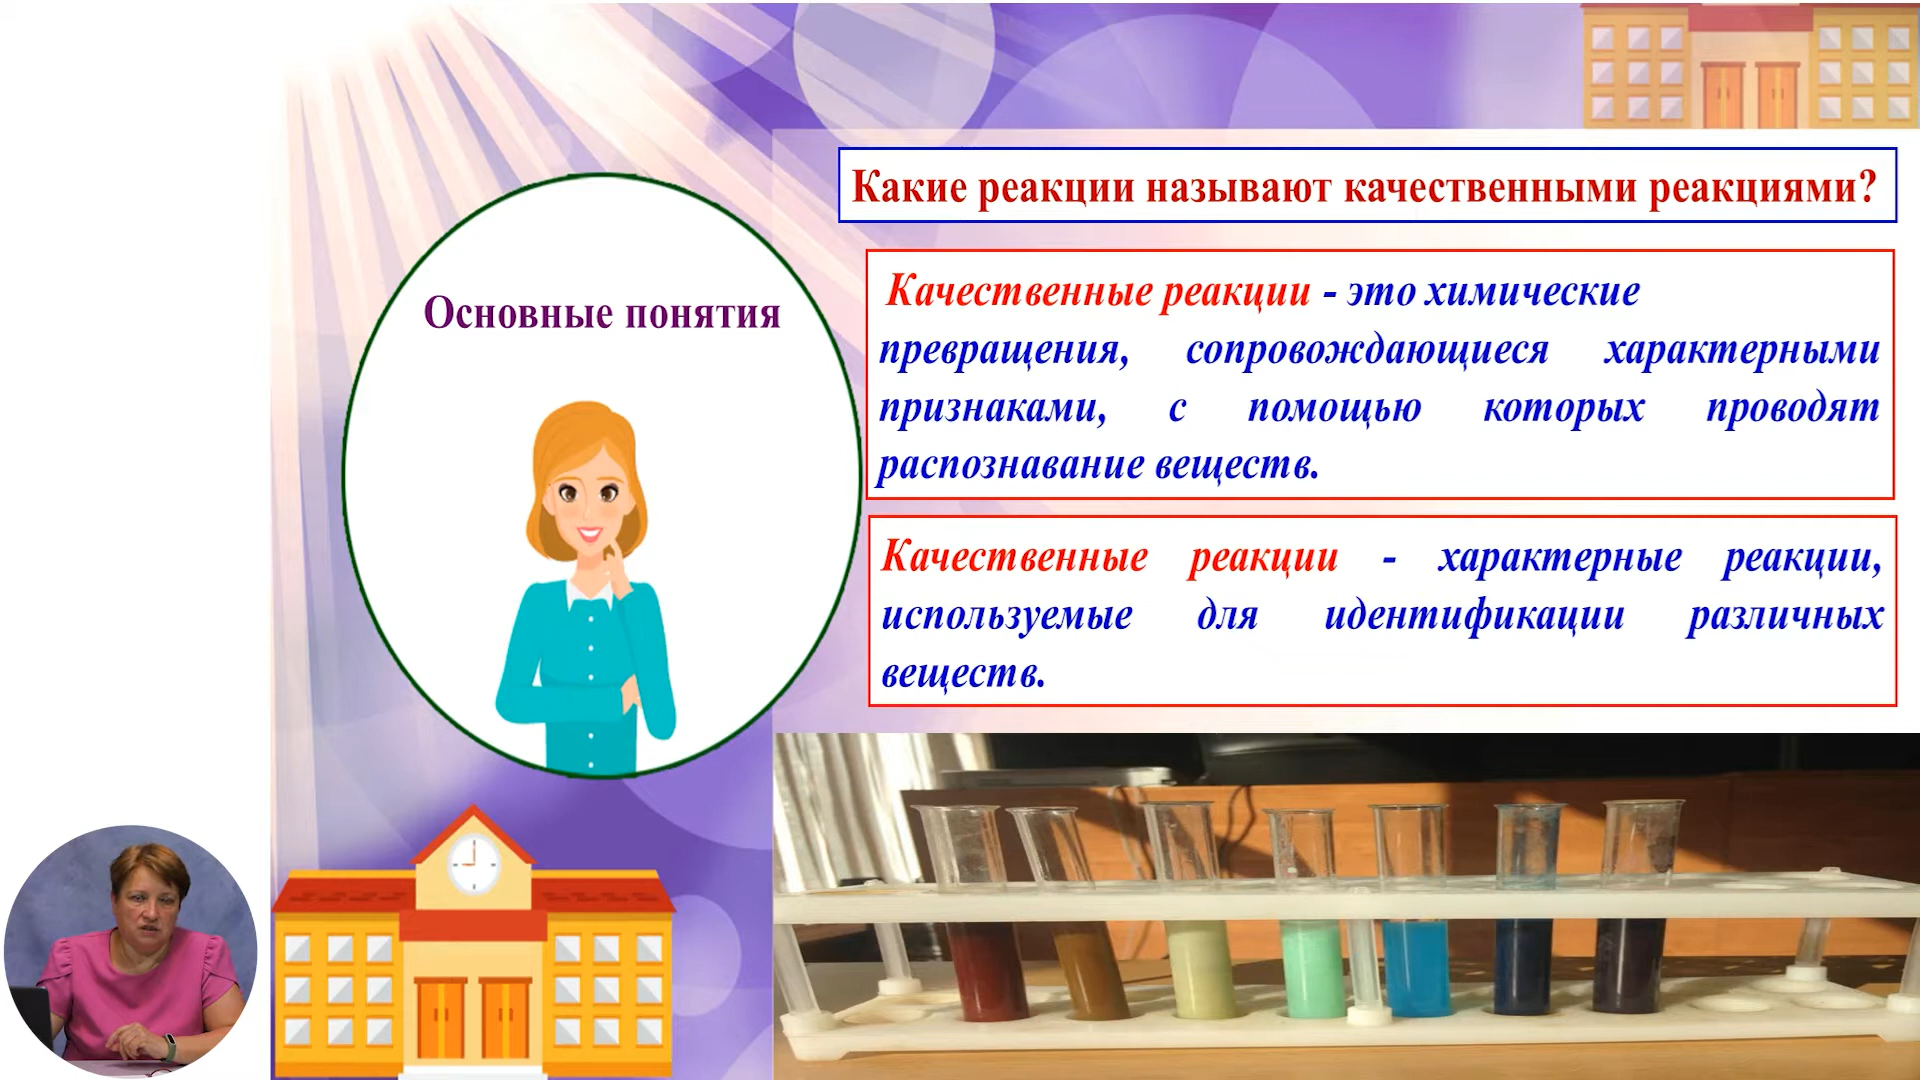 Какие реакции называют качественными реакциями?
Основные понятия
Качественные реакции - это химические
превращения, сопровождающиеся характерными
признаками, с помощью которых проводят
распознавание веществ.
Качественные реакции - характерные реакции,
используемые для идентификации различных
веществ.